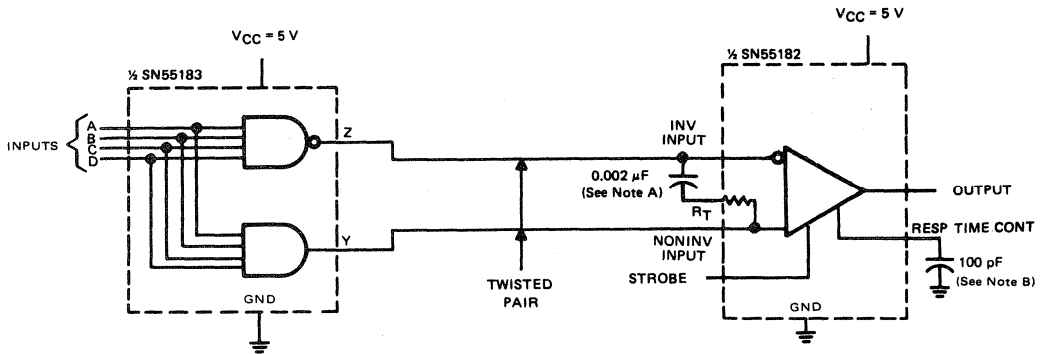 VCC = 5 V
½ SN55183
INPUTS
A
B
C
D
Z
Y
GND
TWISTED
PAIR
VCC = 5 V
½ SN55182
INV
INPUT
0.002 µF
(See Note A)
RT
NONINV
INPUT
STROBE
OUTPUT
RESP TIME CONT
100 pF
(See Note B)
GND